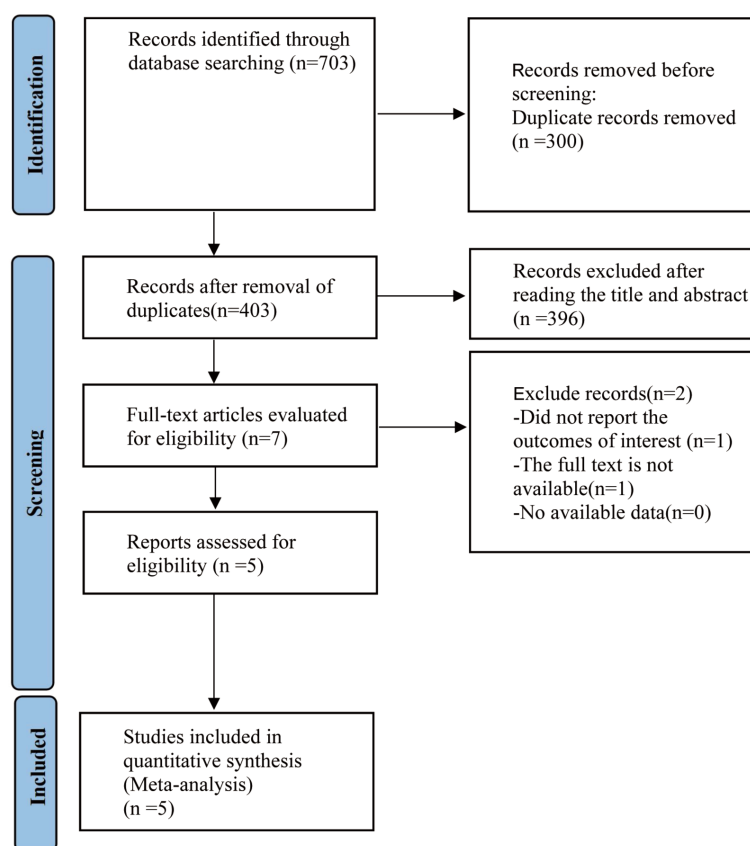 Identification
Records identified through
database searching (n=703)
Records removed before
screening:
Duplicate records removed
(n =300)
Screening
Records after removal of
duplicates(n=403)
Records excluded after
reading the title and abstract
(n =396)
Full-text articles evaluated
for eligibility (n=7)
Exclude records(n=2)
-Did not report the
outcomes of interest (n=1)
-The full text is not
available(n=1)
-No available data(n=0)
Reports assessed for
eligibility (n =5)
Included
Studies included in
quantitative synthesis
(Meta-analysis)
(n =5)